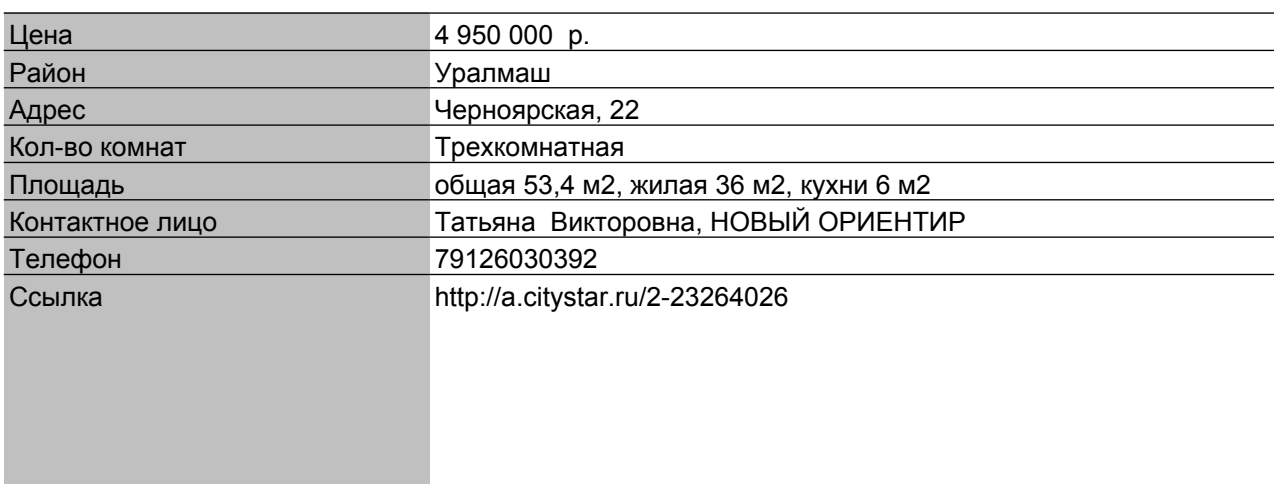 Цена 4 950 000 р.
Район Уралмаш
Адрес Черноярская, 22
Кол-во комнат Трехкомнатная
Площадь общая 53,4 м2, жилая 36 м2, кухни 6 м2
Контактное лицо Татьяна Викторовна, НОВЫЙ ОРИЕНТИР
Телефон 79126030392
Ссылка http://a.citystar.ru/2-23264026